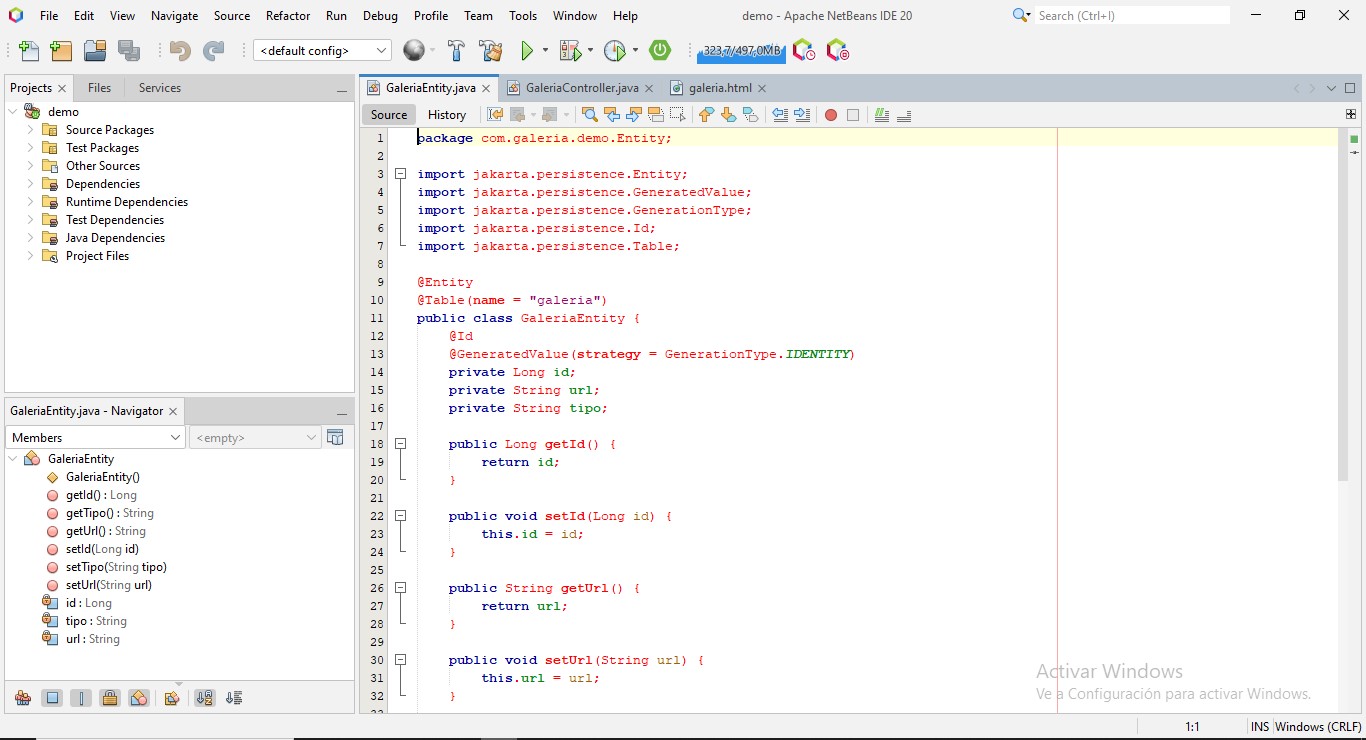 File Edit View Navigate Source Refactor Run Debug Profile Team Tools Window Help demo - Apache NetBeans IDE 20 Search (Ctrl+I)
<default config> 323,7/497,0MB
Projects Files Services
demo
Source Packages
Test Packages
Other Sources
Dependencies
Runtime Dependencies
Test Dependencies
Java Dependencies
Project Files
GaleriaEntity.java - Navigator
Members <empty>
GaleriaEntity
GaleriaEntity()
getId() : Long
getTipo() : String
getUrl() : String
setId(Long id)
setTipo(String tipo)
setUrl(String url)
id : Long
tipo : String
url : String
GaleriaEntity.java GaleriaController.java galeria.html
Source History
1 package com.galeria.demo.Entity;
2
3 import jakarta.persistence.Entity;
4 import jakarta.persistence.GeneratedValue;
5 import jakarta.persistence.GenerationType;
6 import jakarta.persistence.Id;
7 import jakarta.persistence.Table;
8
9 @Entity
10 @Table(name = "galeria")
11 public class GaleriaEntity {
12 @Id
13 @GeneratedValue(strategy = GenerationType.IDENTITY)
14 private Long id;
15 private String url;
16 private String tipo;
17
18 public Long getId() {
19 return id;
20 }
21
22 public void setId(Long id) {
23 this.id = id;
24 }
25
26 public String getUrl() {
27 return url;
28 }
29
30 public void setUrl(String url) {
31 this.url = url;
32 }
Activar Windows
Ve a Configuración para activar Windows.
1:1 INS Windows (CRLF)